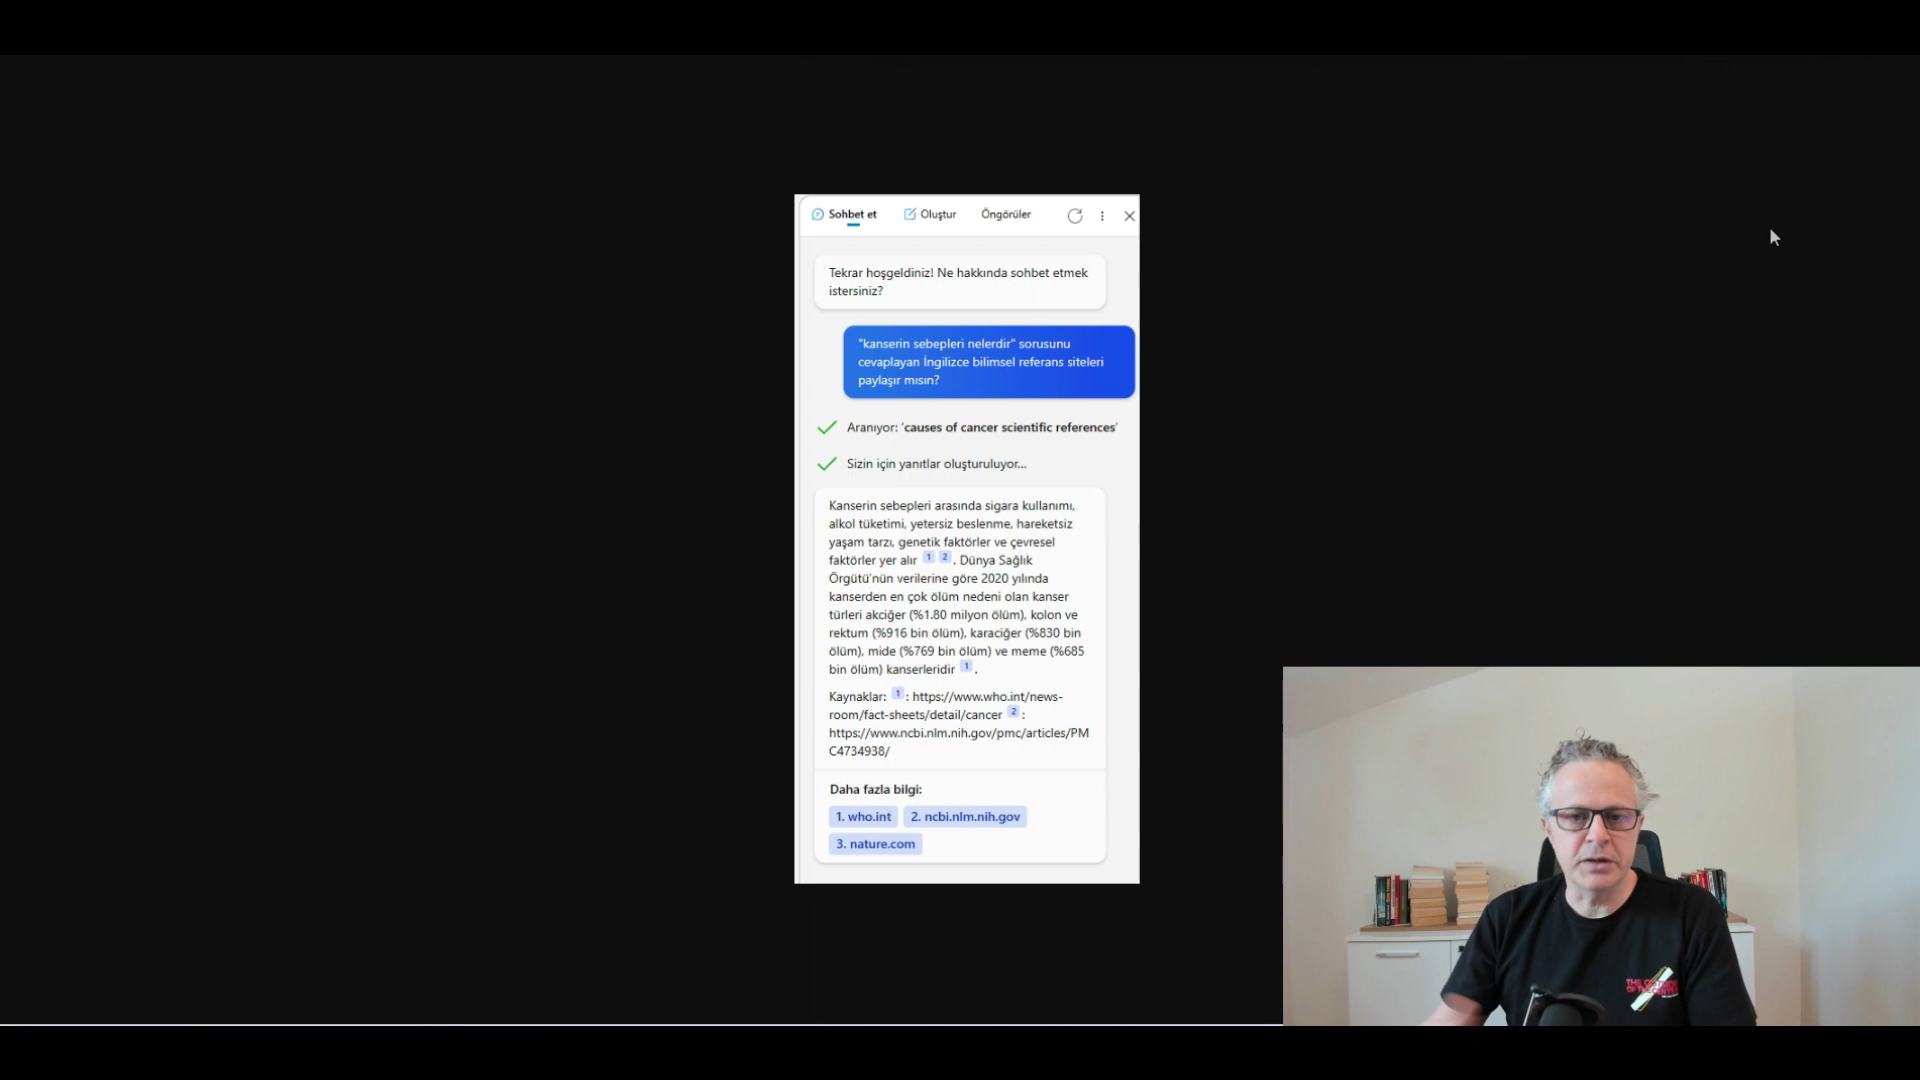 Sohbet et Oluştur Öngörüler
Tekrar hoşgeldiniz! Ne hakkında sohbet etmek
istersiniz?
"kanserin sebepleri nelerdir" sorusunu
cevaplayan İngilizce bilimsel referans siteleri
paylaşır mısın?
Aranıyor: 'causes of cancer scientific references'
Sizin için yanıtlar oluşturuluyor...
Kanserin sebepleri arasında sigara kullanımı,
alkol tüketimi, yetersiz beslenme, hareketsiz
yaşam tarzı, genetik faktörler ve çevresel
faktörler yer alır 1 2 . Dünya Sağlık
Örgütü'nün verilerine göre 2020 yılında
kanserden en çok ölüm nedeni olan kanser
türleri akciğer (%1.80 milyon ölüm), kolon ve
rektum (%916 bin ölüm), karaciğer (%830 bin
ölüm), mide (%769 bin ölüm) ve meme (%685
bin ölüm) kanserleridir 1 .
Kaynaklar: 1 : https://www.who.int/news-
room/fact-sheets/detail/cancer 2 :
https://www.ncbi.nlm.nih.gov/pmc/articles/PM
C4734938/
Daha fazla bilgi:
1. who.int 2. ncbi.nlm.nih.gov
3. nature.com